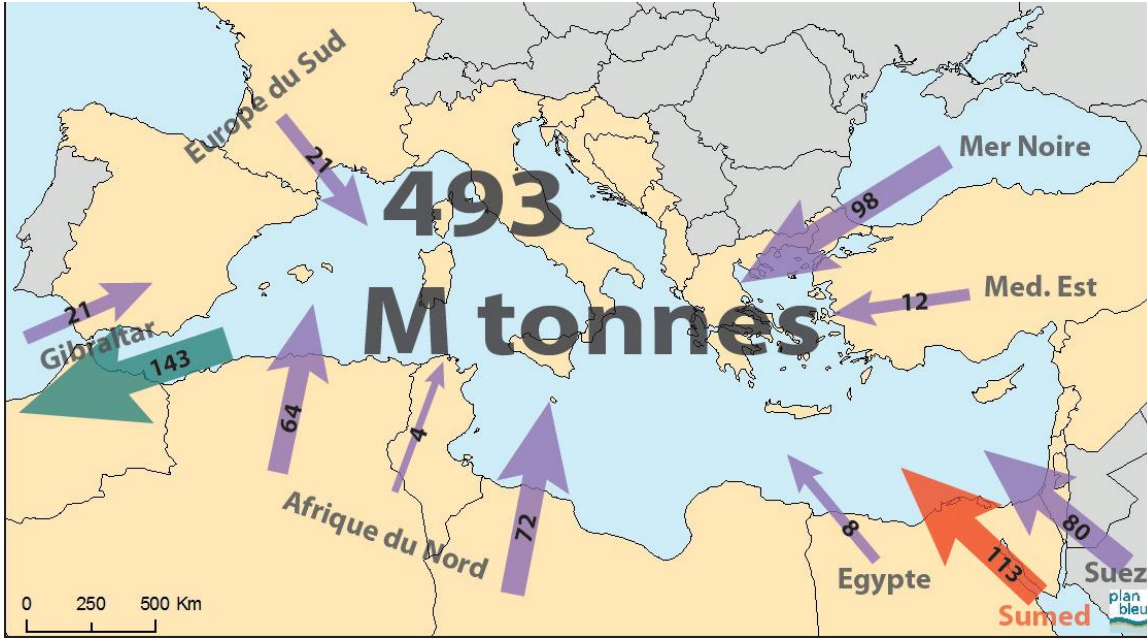 Europe du Sud
21
493
M tonnes
Mer Noire
98
Med. Est
12
21
Gibraltar
143
64
4
Afrique du Nord
72
8
Egypte
113
Sumed
80
Suez
0 250 500 Km
plan
bleu